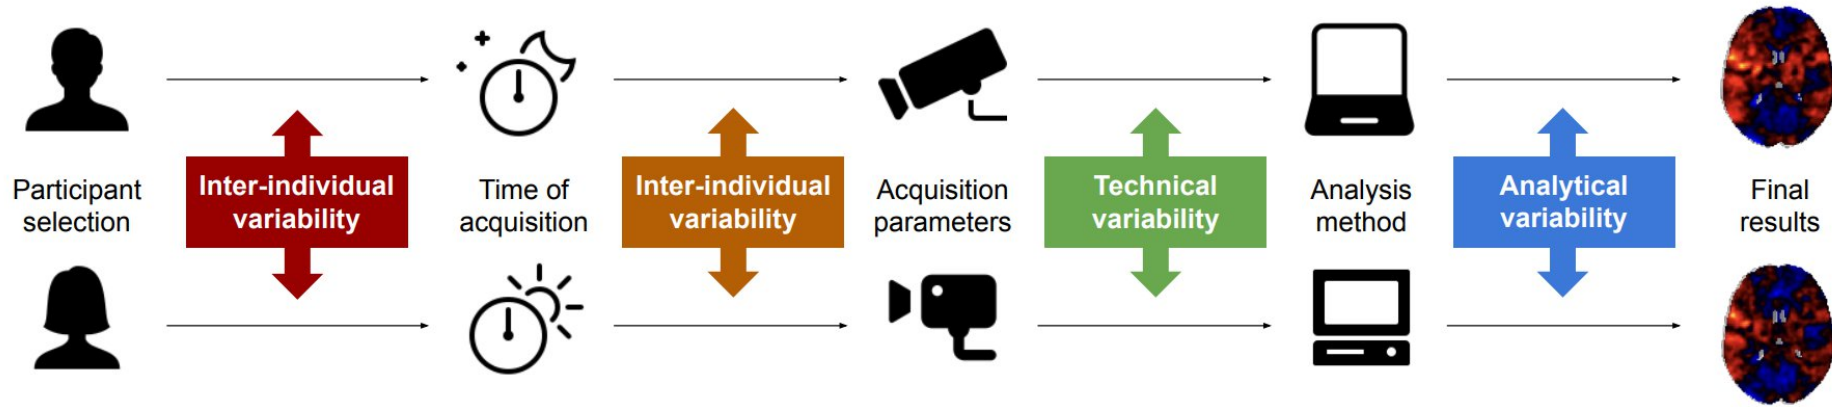 Participant
selection
Inter-individual
variability
Time of
acquisition
Inter-individual
variability
Acquisition
parameters
Technical
variability
Analysis
method
Analytical
variability
Final
results